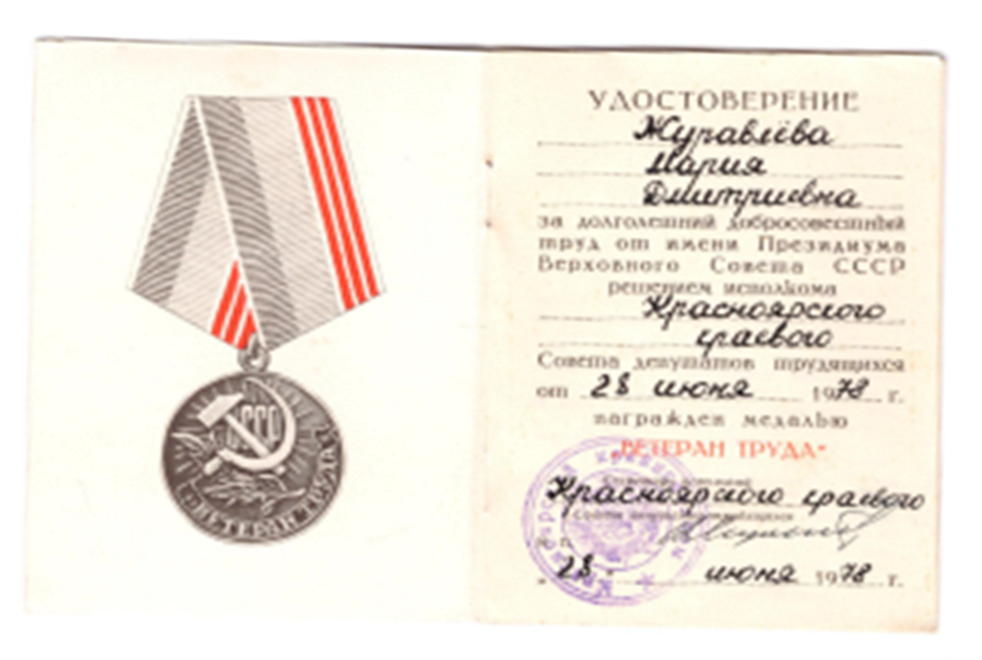 СССР
ВЕТЕРАН ТРУДА
УДОСТОВЕРЕНИЕ
Журавлёва
Мария
Дмитриевна
за долголетний добросовестный
труд от имени Президиума
Верховного Совета СССР
решением исполкома
Красноярского
краевого
Совета депутатов трудящихся
от 28 июня 1978 г.
награжден медалью
„ВЕТЕРАН ТРУДА“
Красноярского краевого
Совета депутатов трудящихся
М. П.
„28“ июня 1978 г.